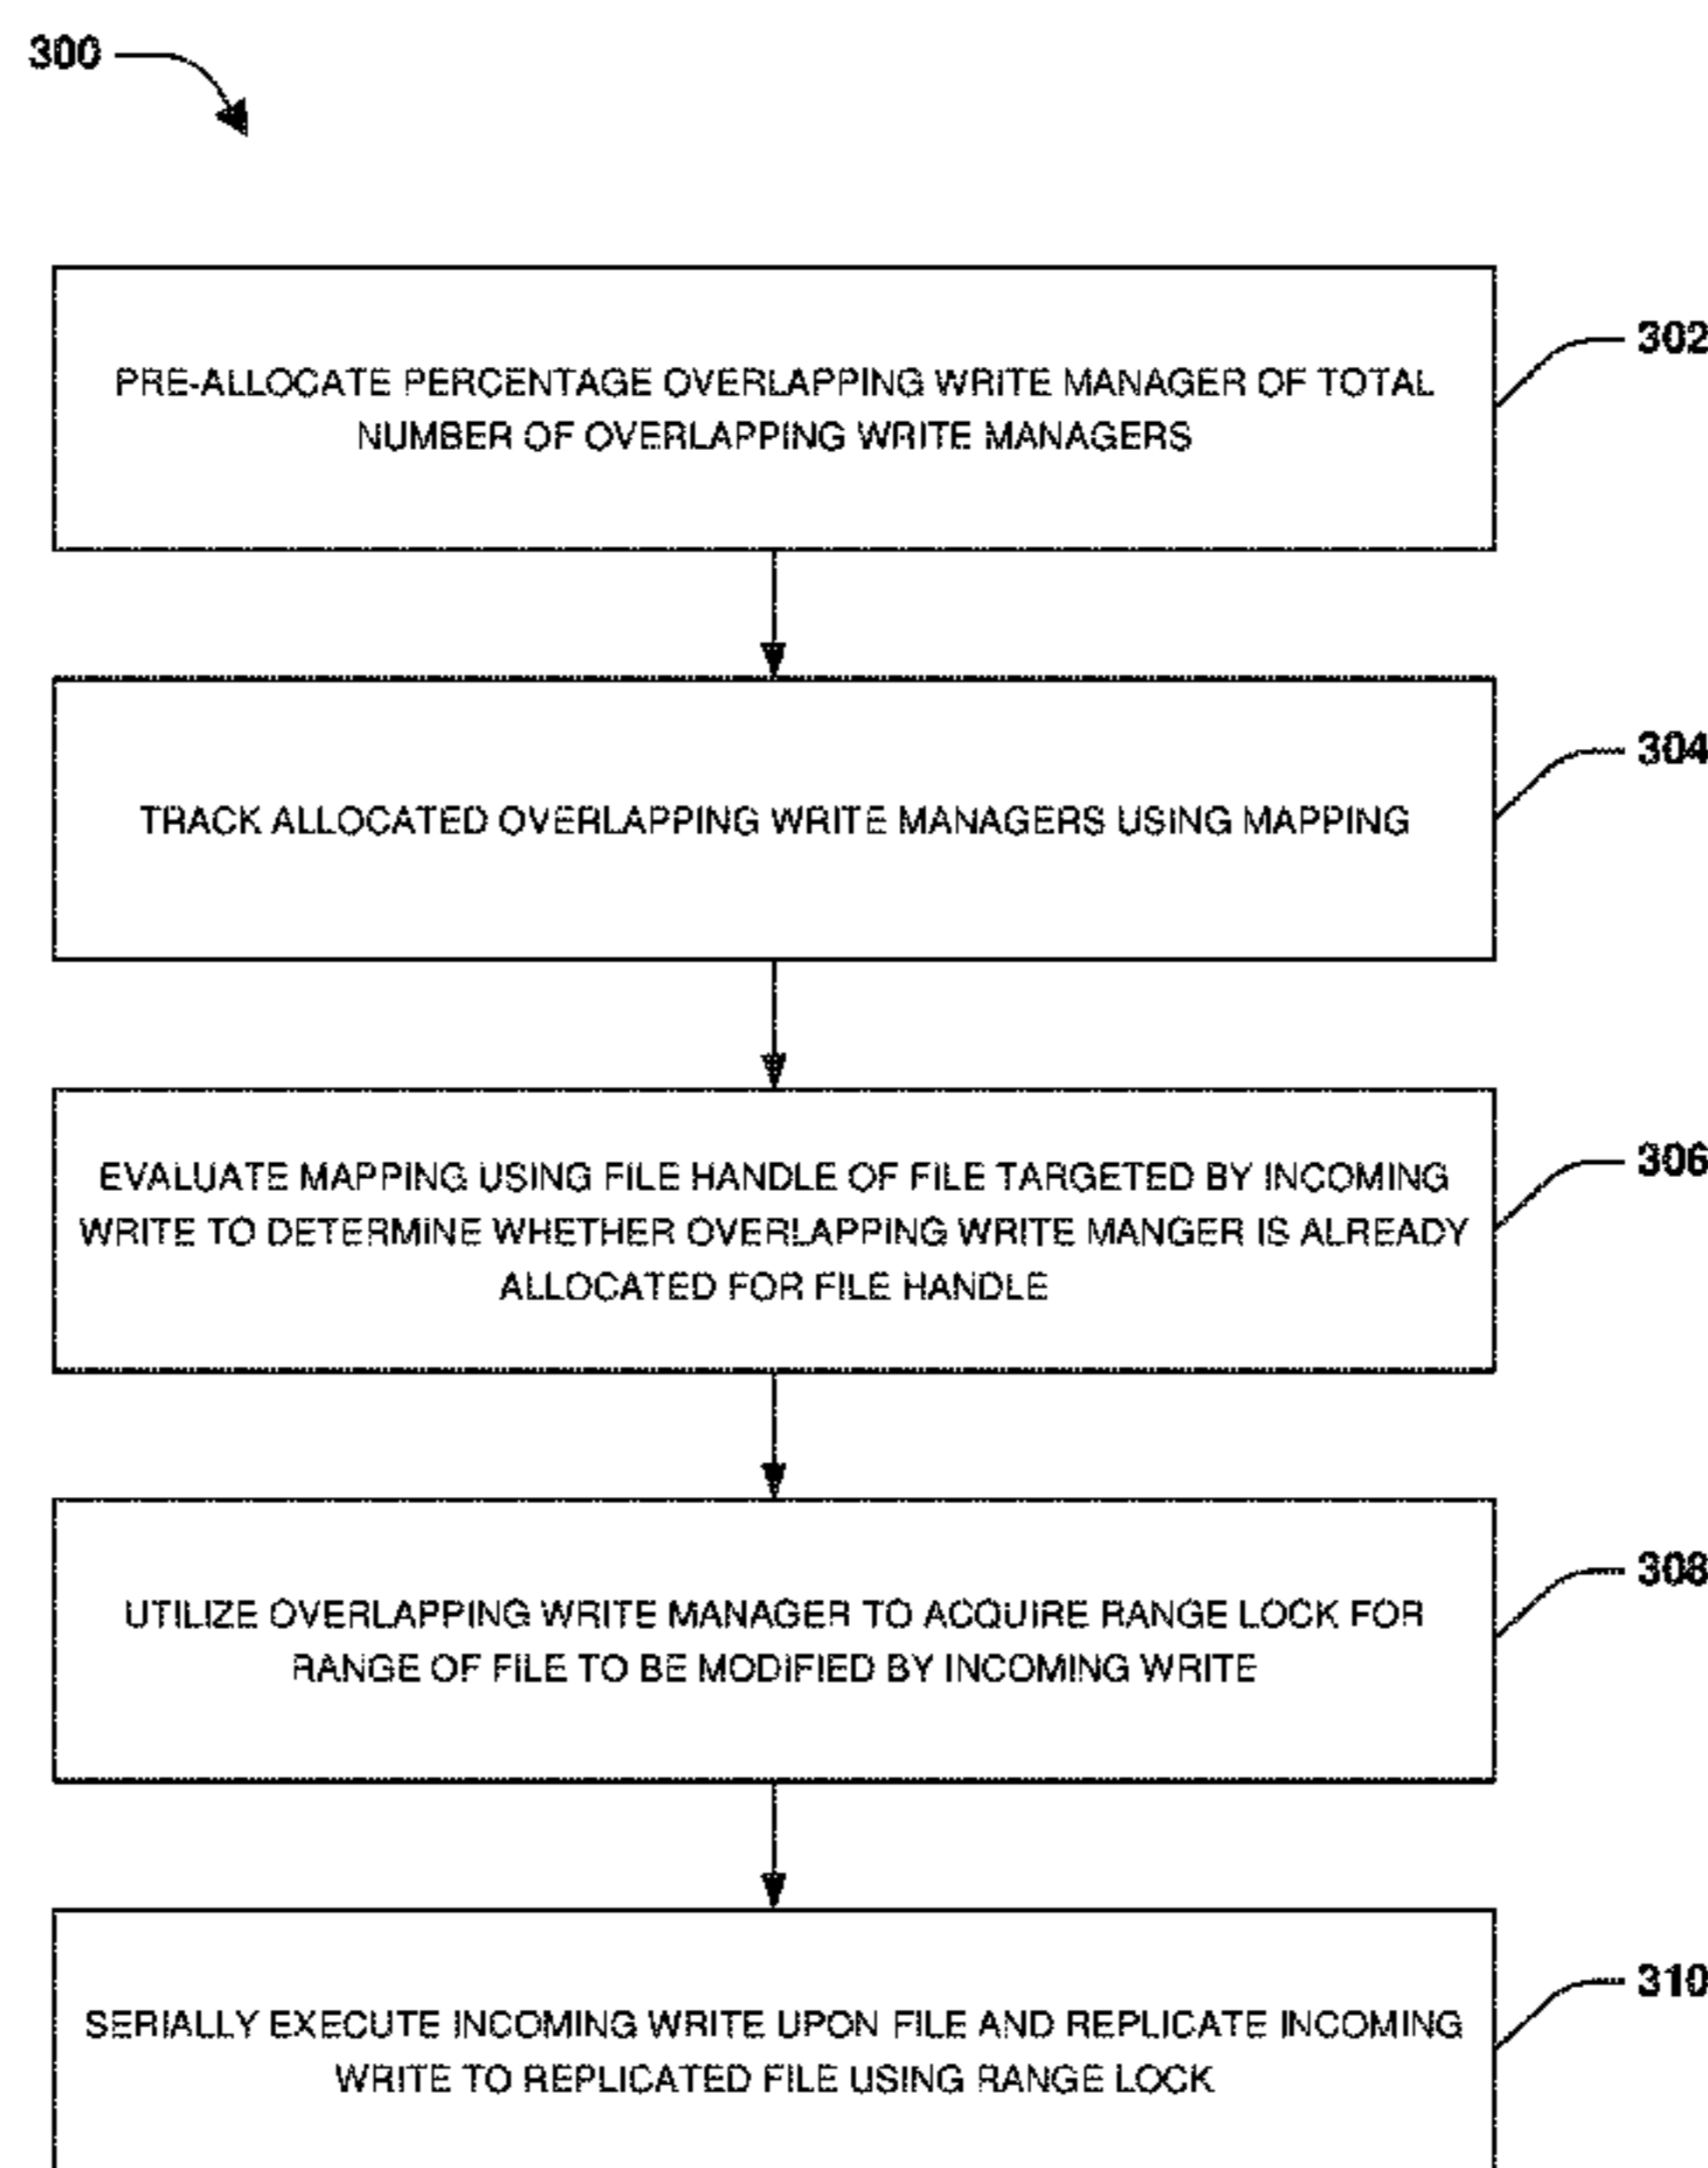 300
PRE-ALLOCATE PERCENTAGE OVERLAPPING WRITE MANAGER OF TOTAL
NUMBER OF OVERLAPPING WRITE MANAGERS
302
TRACK ALLOCATED OVERLAPPING WRITE MANAGERS USING MAPPING
304
EVALUATE MAPPING USING FILE HANDLE OF FILE TARGETED BY INCOMING
WRITE TO DETERMINE WHETHER OVERLAPPING WRITE MANGER IS ALREADY
ALLOCATED FOR FILE HANDLE
306
UTILIZE OVERLAPPING WRITE MANAGER TO ACQUIRE RANGE LOCK FOR
RANGE OF FILE TO BE MODIFIED BY INCOMING WRITE
308
SERIALLY EXECUTE INCOMING WRITE UPON FILE AND REPLICATE INCOMING
WRITE TO REPLICATED FILE USING RANGE LOCK
310